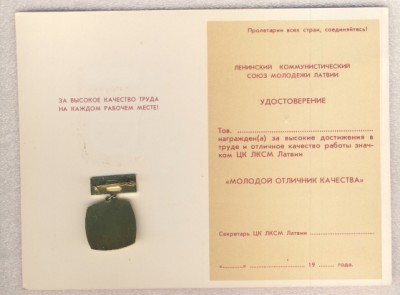 ЗА ВЫСОКОЕ КАЧЕСТВО ТРУДА
НА КАЖДОМ РАБОЧЕМ МЕСТЕ!
Пролетарии всех стран, соединяйтесь!
ЛЕНИНСКИЙ КОММУНИСТИЧЕСКИЙ
СОЮЗ МОЛОДЕЖИ ЛАТВИИ
УДОСТОВЕРЕНИЕ
Тов.
награжден(а) за высокие достижения в
труде и отличное качество работы знач-
ком ЦК ЛКСМ Латвии
«МОЛОДОЙ ОТЛИЧНИК КАЧЕСТВА»
Секретарь ЦК ЛКСМ Латвии
«......» 19 ...... года.